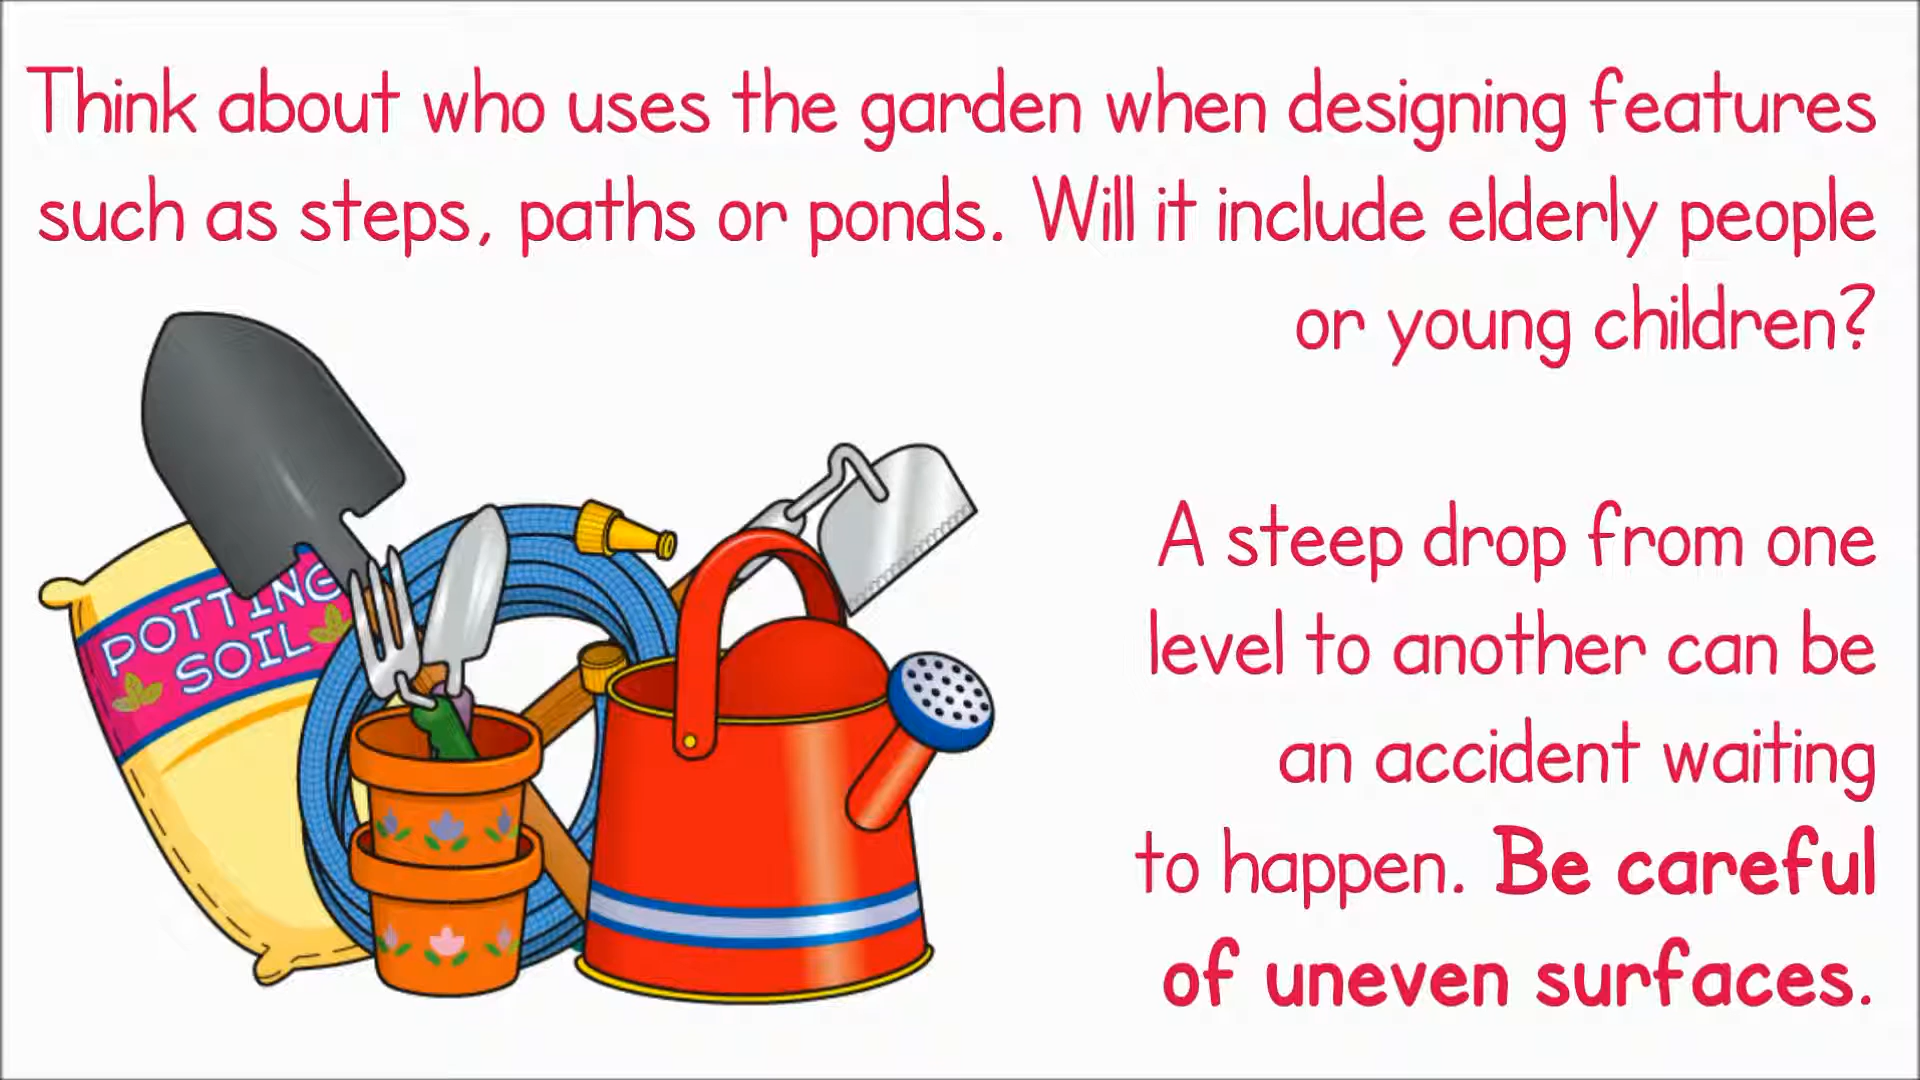 Think about who uses the garden when designing features
such as steps, paths or ponds. Will it include elderly people
or young children?
A steep drop from one
level to another can be
an accident waiting
to happen. Be careful
of uneven surfaces.
POTTING
SOIL